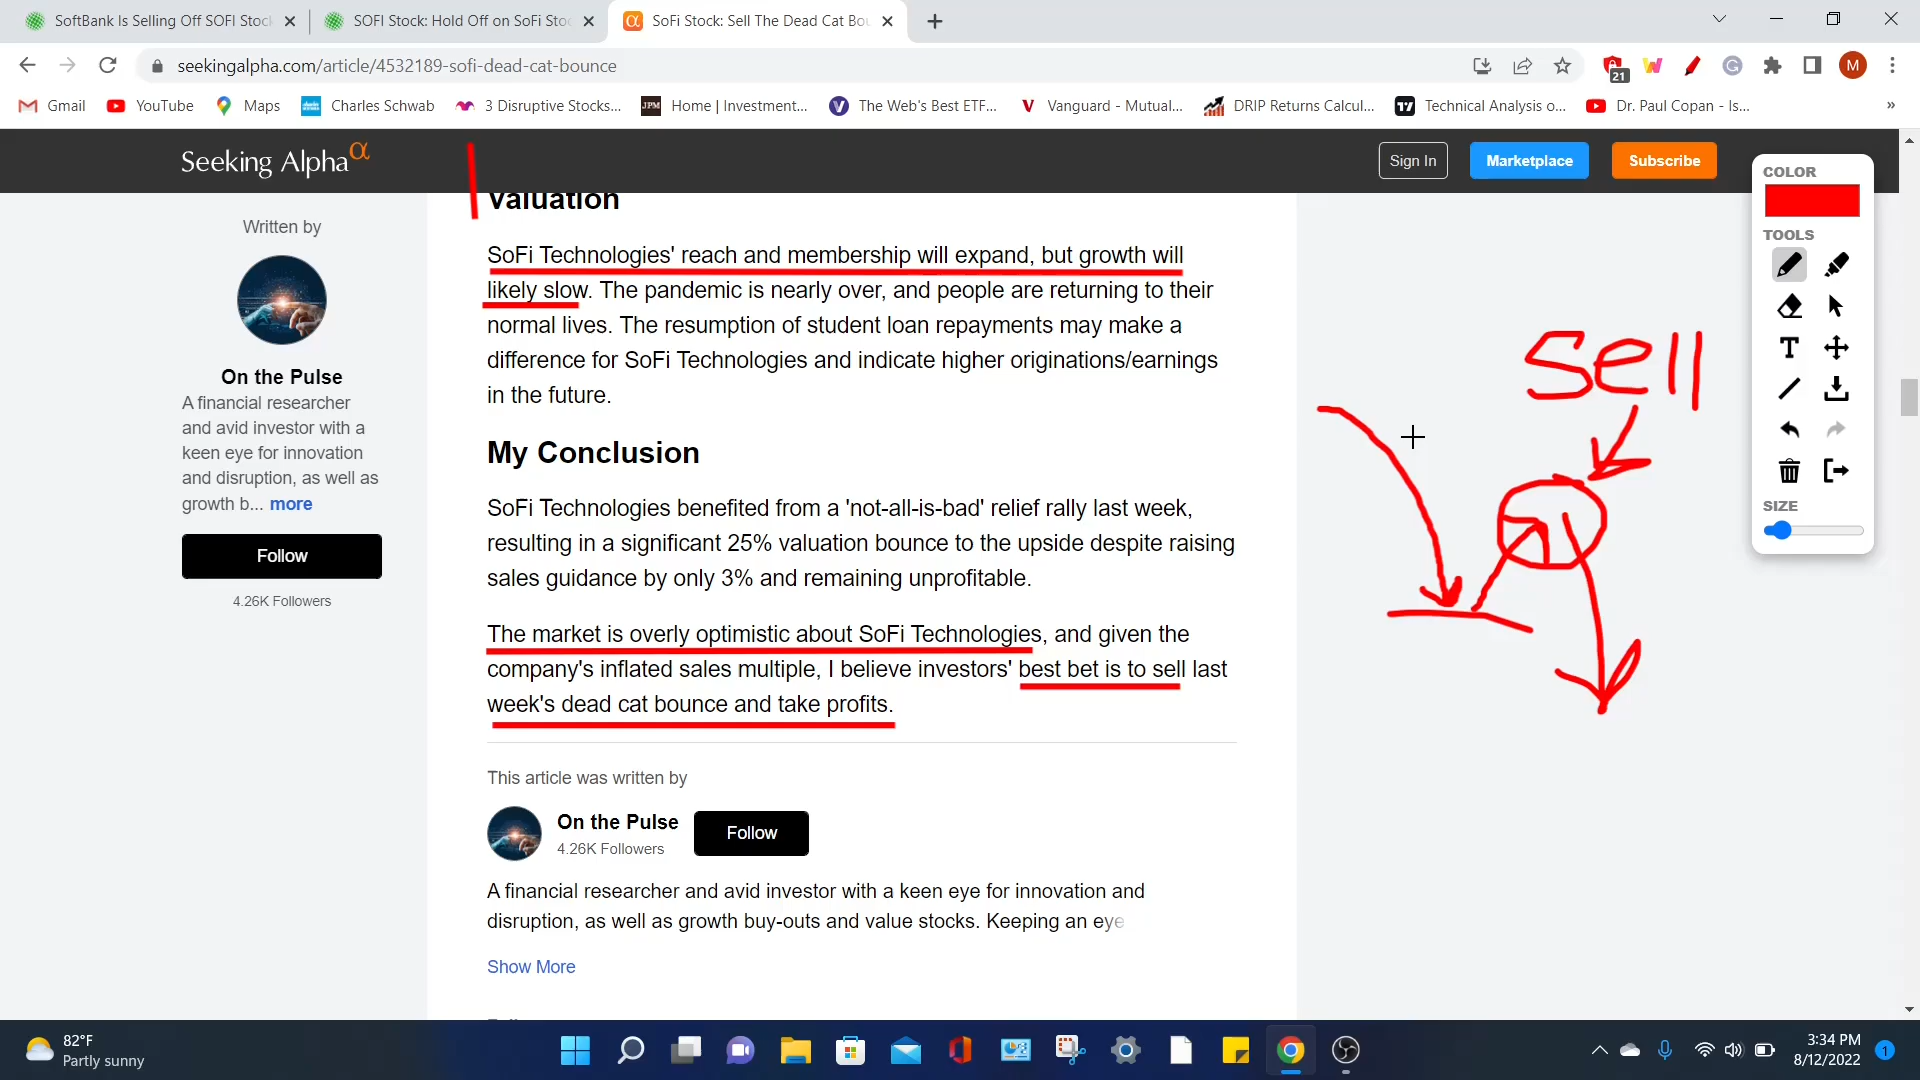 SoftBank Is Selling Off SOFI Stock
SOFI Stock: Hold Off on SoFi Stoc
SoFi Stock: Sell The Dead Cat Bou
seekingalpha.com/article/4532189-sofi-dead-cat-bounce
21
M
Gmail
YouTube
Maps
Charles Schwab
3 Disruptive Stocks...
JPM
Home | Investment...
The Web's Best ETF...
Vanguard - Mutual...
DRIP Returns Calcul...
Technical Analysis o...
Dr. Paul Copan - Is...
»
Seeking Alpha α
Sign In
Marketplace
Subscribe
COLOR
TOOLS
SIZE
Written by
On the Pulse
A financial researcher
and avid investor with a
keen eye for innovation
and disruption, as well as
growth b... more
Follow
4.26K Followers
Valuation
SoFi Technologies' reach and membership will expand, but growth will
likely slow. The pandemic is nearly over, and people are returning to their
normal lives. The resumption of student loan repayments may make a
difference for SoFi Technologies and indicate higher originations/earnings
in the future.
My Conclusion
SoFi Technologies benefited from a 'not-all-is-bad' relief rally last week,
resulting in a significant 25% valuation bounce to the upside despite raising
sales guidance by only 3% and remaining unprofitable.
The market is overly optimistic about SoFi Technologies, and given the
company's inflated sales multiple, I believe investors' best bet is to sell last
week's dead cat bounce and take profits.
This article was written by
On the Pulse
4.26K Followers
Follow
A financial researcher and avid investor with a keen eye for innovation and
disruption, as well as growth buy-outs and value stocks. Keeping an eye
Show More
Sell
82°F
Partly sunny
3:34 PM
8/12/2022
1